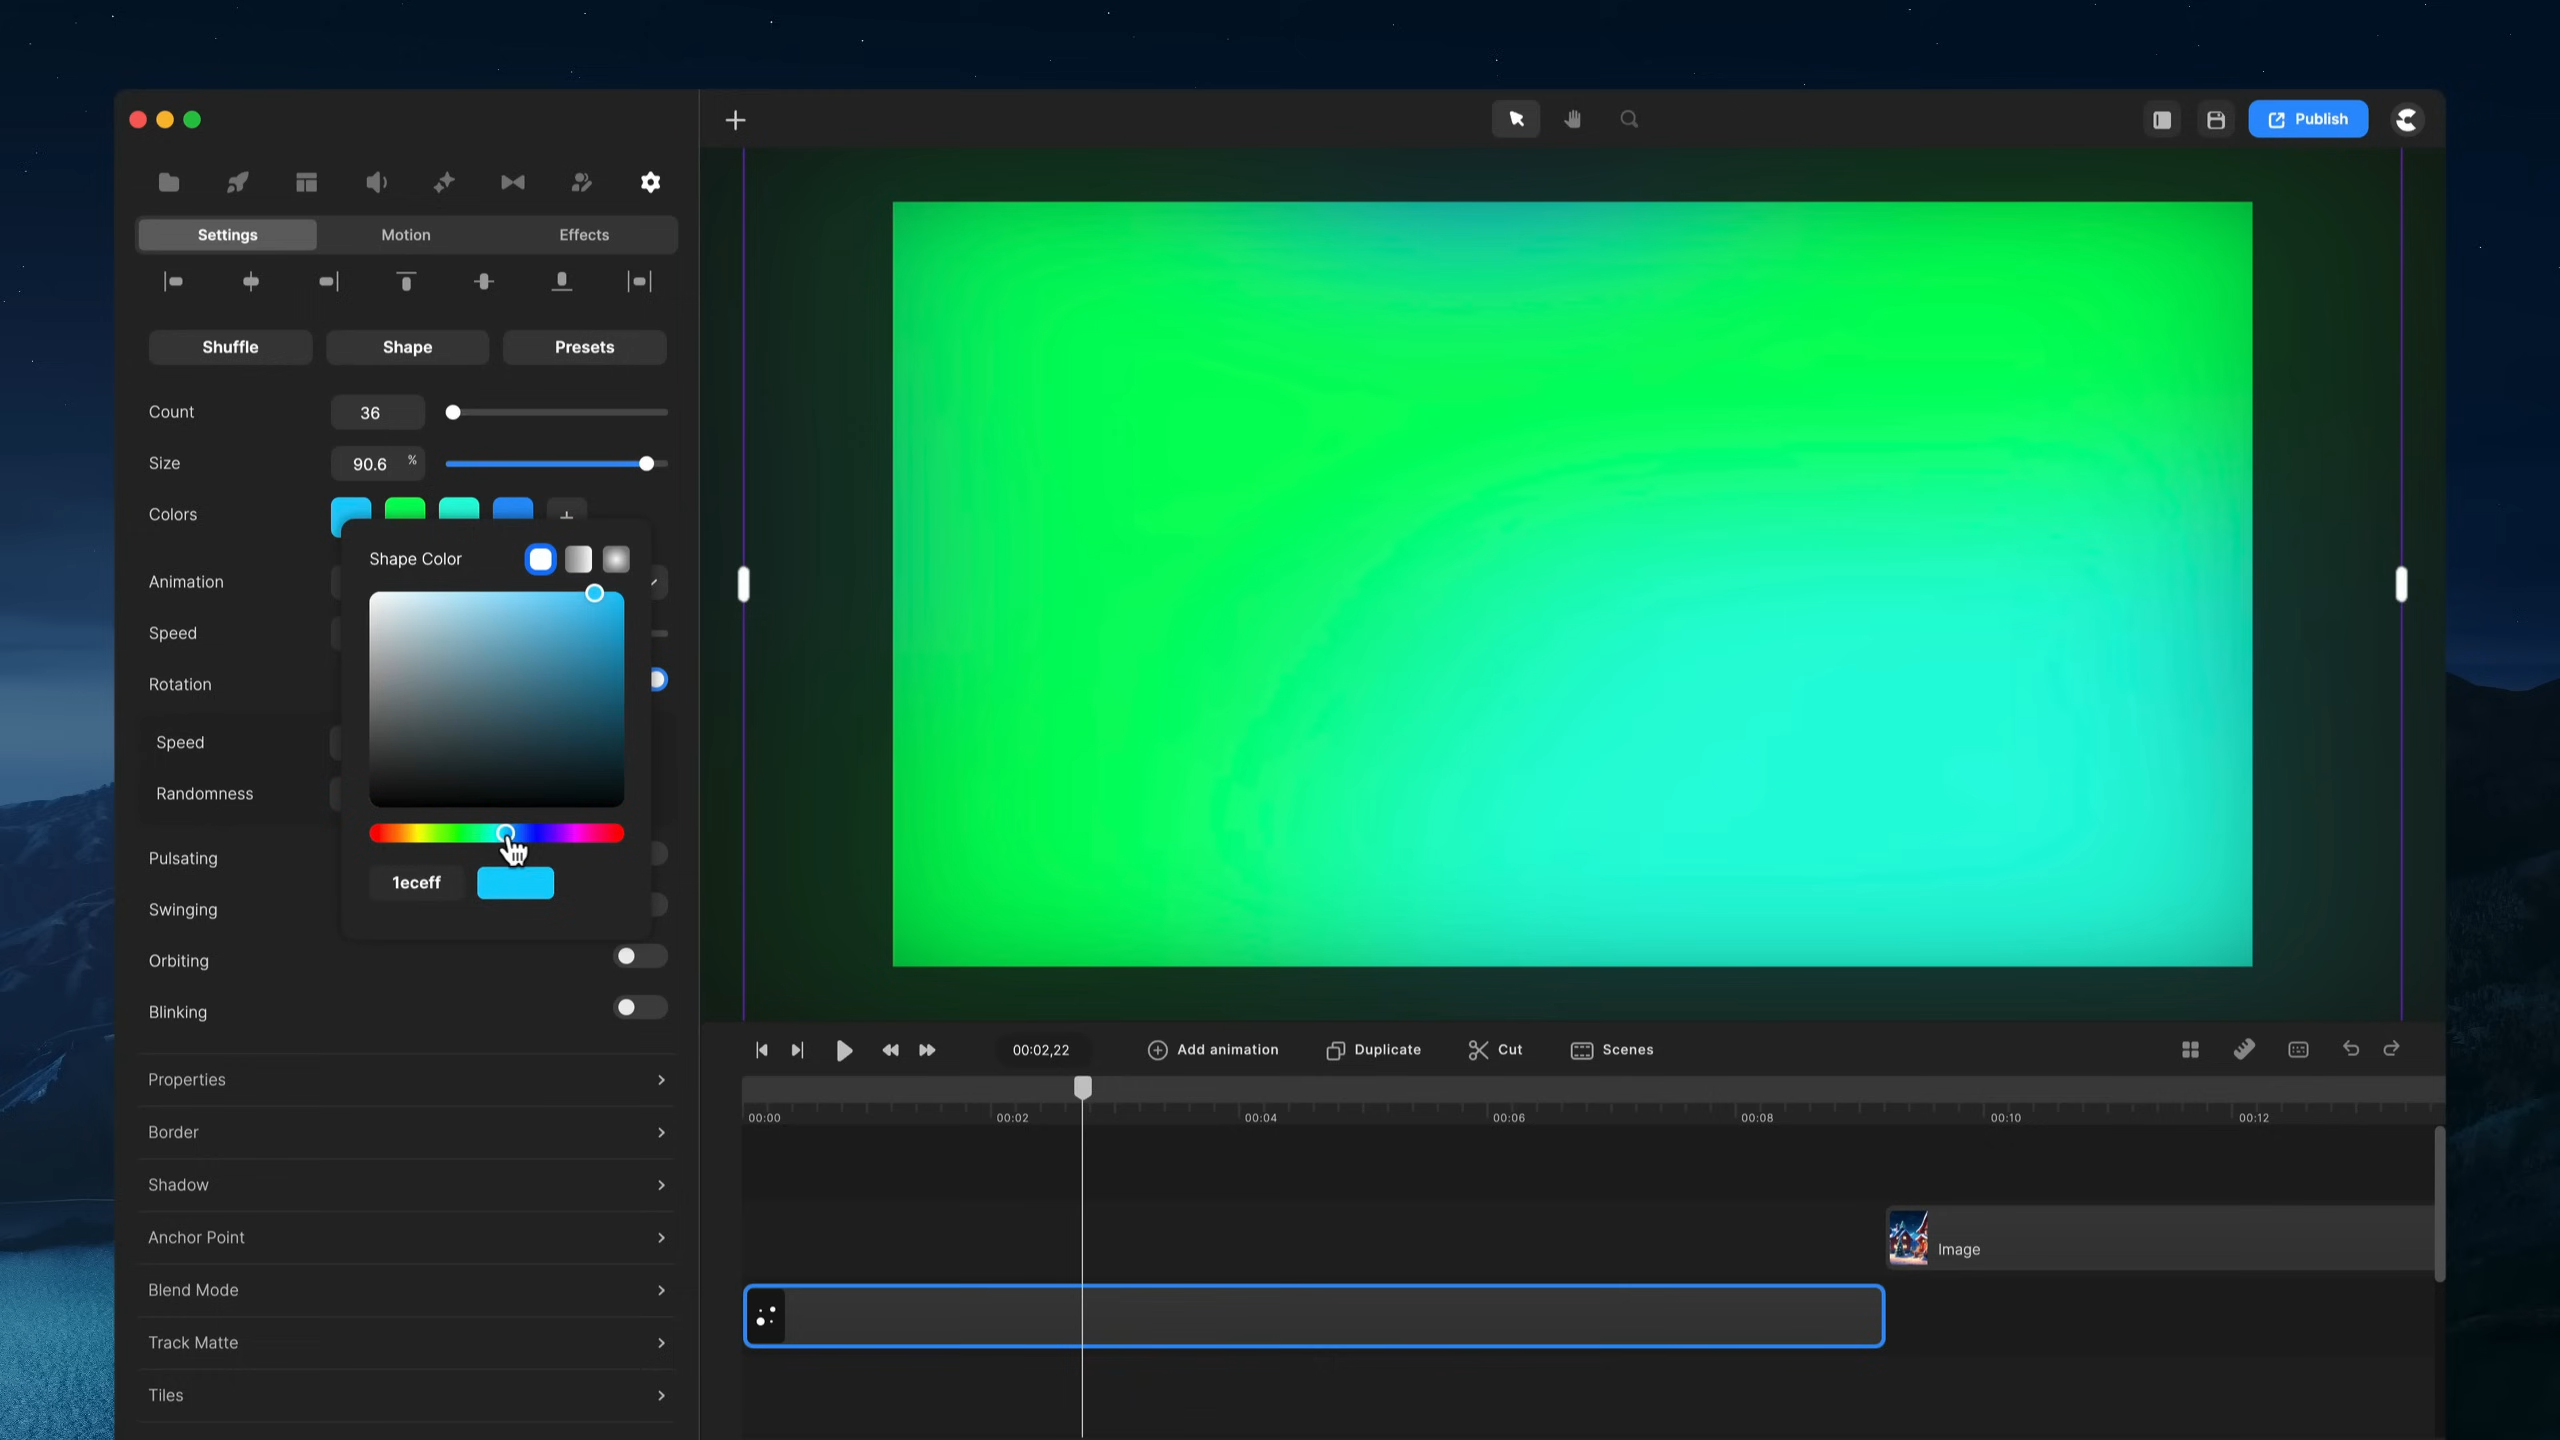 Publish
Settings
Motion
Effects
Shuffle
Shape
Presets
Count
36
Size
90.6 %
Colors
Shape Color
Animation
Speed
Rotation
Speed
Randomness
1eceff
Pulsating
Swinging
Orbiting
Blinking
Properties
Border
Shadow
Anchor Point
Blend Mode
Track Matte
Tiles
00:02,22
Add animation
Duplicate
Cut
Scenes
00:00
00:02
00:04
00:06
00:08
00:10
00:12
Image